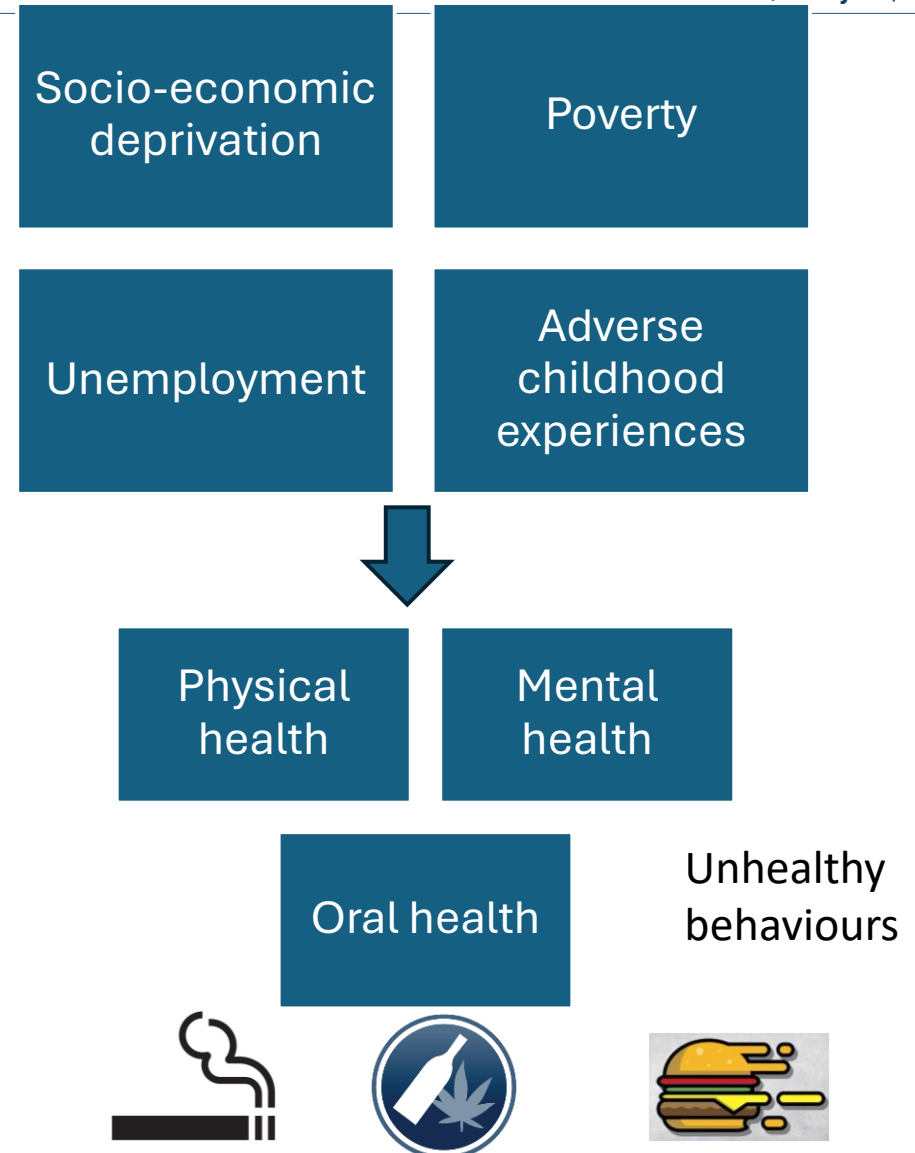 Socio-economic
deprivation
Poverty
Unemployment
Adverse
childhood
experiences
Physical
health
Mental
health
Oral health
Unhealthy
behaviours